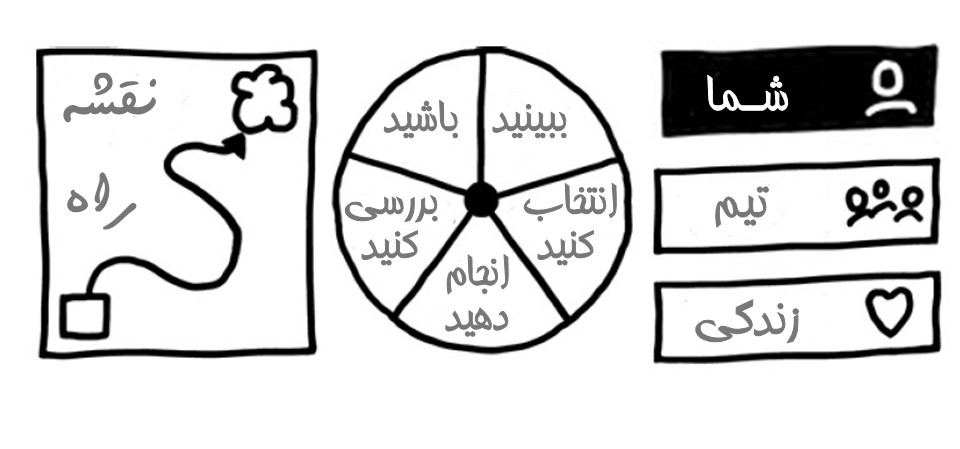 شما
تیم
زندگی
ببینید
انتخاب
کنید
انجام
دهید
بررسی
کنید
باشید
نقشه
راه